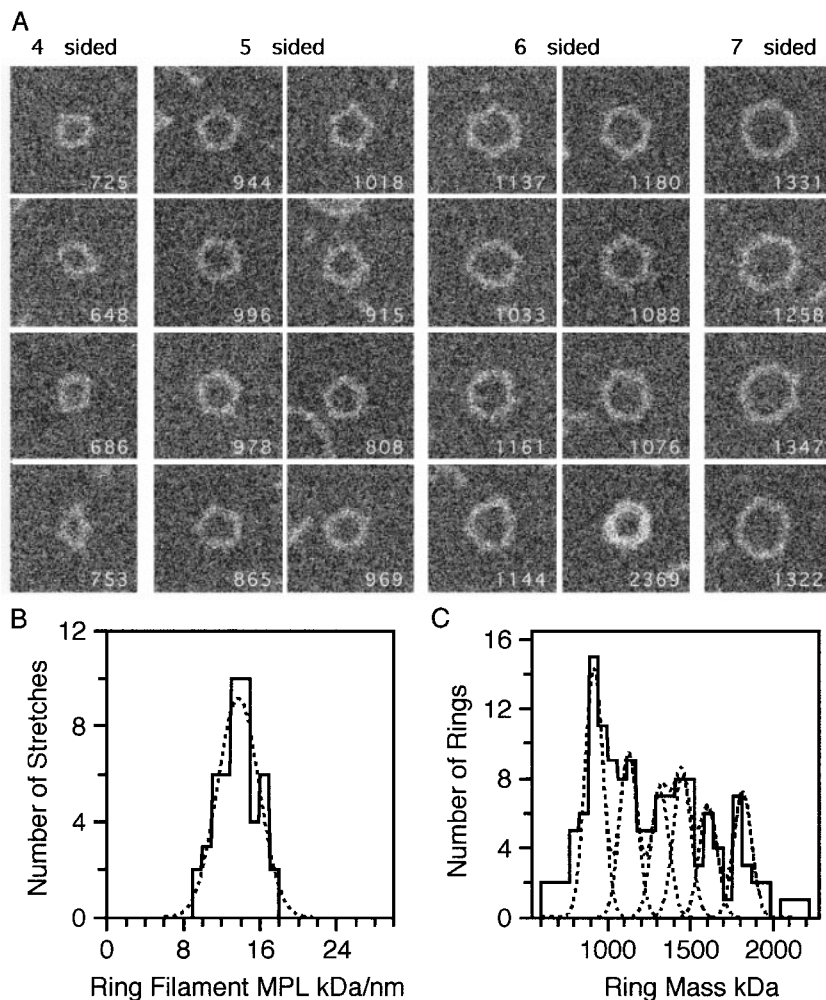 A
4 sided 5 sided 6 sided 7 sided
725 944 1018 1137 1180 1331
648 996 915 1033 1088 1258
686 978 808 1161 1076 1347
753 865 969 1144 2369 1322
B
12
8
4
0
0 8 16 24
Number of Stretches
Ring Filament MPL kDa/nm
C
16
12
8
4
0
1000 1500 2000
Number of Rings
Ring Mass kDa